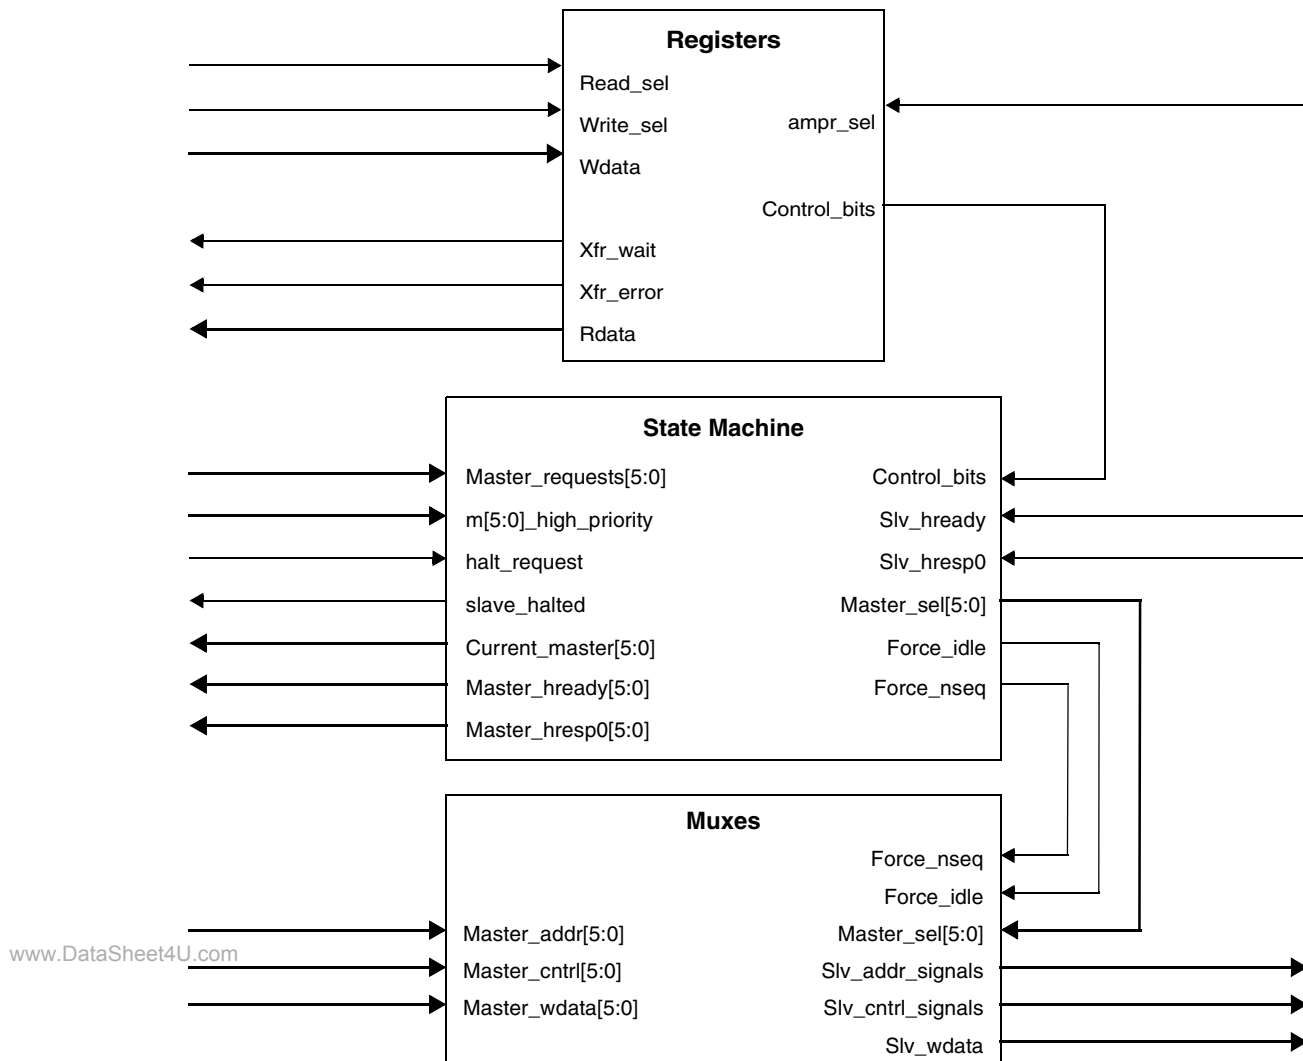 Registers
Read_sel
Write_sel
ampr_sel
Wdata
Control_bits
Xfr_wait
Xfr_error
Rdata
State Machine
Master_requests[5:0]
Control_bits
m[5:0]_high_priority
Slv_hready
halt_request
Slv_hresp0
slave_halted
Master_sel[5:0]
Current_master[5:0]
Force_idle
Master_hready[5:0]
Force_nseq
Master_hresp0[5:0]
Muxes
Force_nseq
Force_idle
Master_addr[5:0]
Master_sel[5:0]
www.DataSheet4U.com
Master_cntrl[5:0]
Slv_addr_signals
Master_wdata[5:0]
Slv_cntrl_signals
Slv_wdata